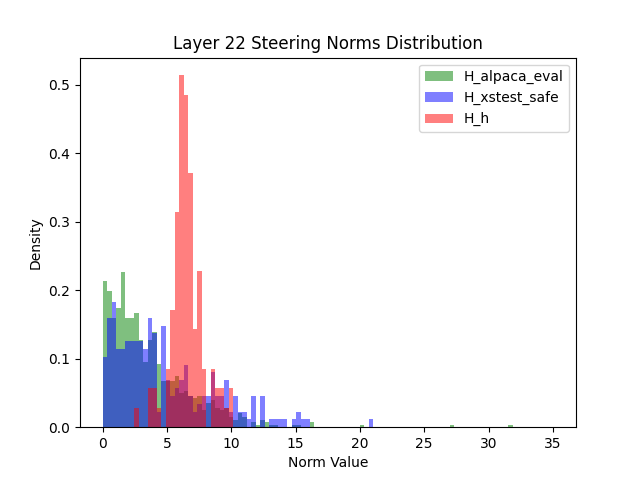 Layer 22 Steering Norms Distribution
H_alpaca_eval
H_xstest_safe
H_h
Density
0.5
0.4
0.3
0.2
0.1
0.0
0 5 10 15 20 25 30 35
Norm Value